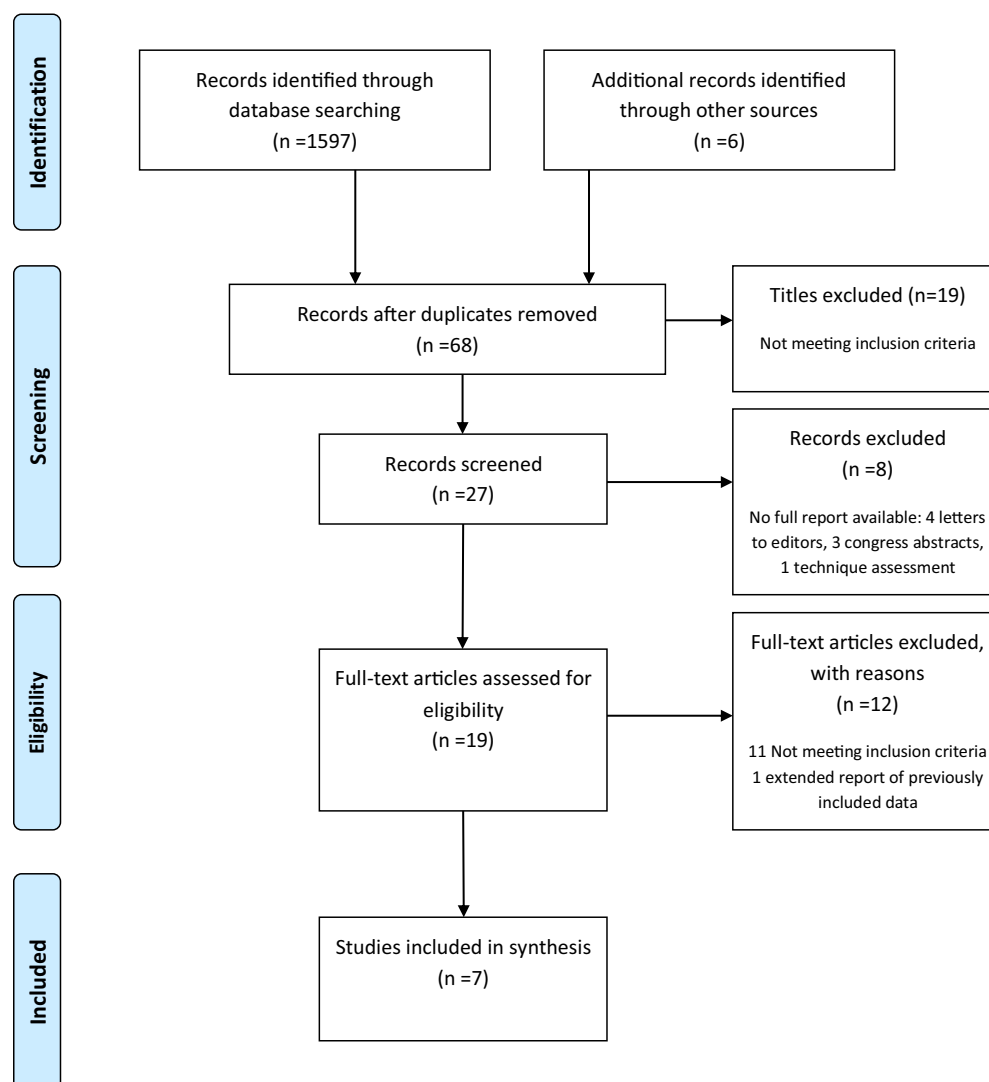 Identification
Records identified through
database searching
(n =1597)
Additional records identified
through other sources
(n =6)
Screening
Records after duplicates removed
(n =68)
Titles excluded (n=19)
Not meeting inclusion criteria
Records screened
(n =27)
Records excluded
(n =8)
No full report available: 4 letters
to editors, 3 congress abstracts,
1 technique assessment
Eligibility
Full-text articles assessed for
eligibility
(n =19)
Full-text articles excluded,
with reasons
(n =12)
11 Not meeting inclusion criteria
1 extended report of previously
included data
Included
Studies included in synthesis
(n =7)